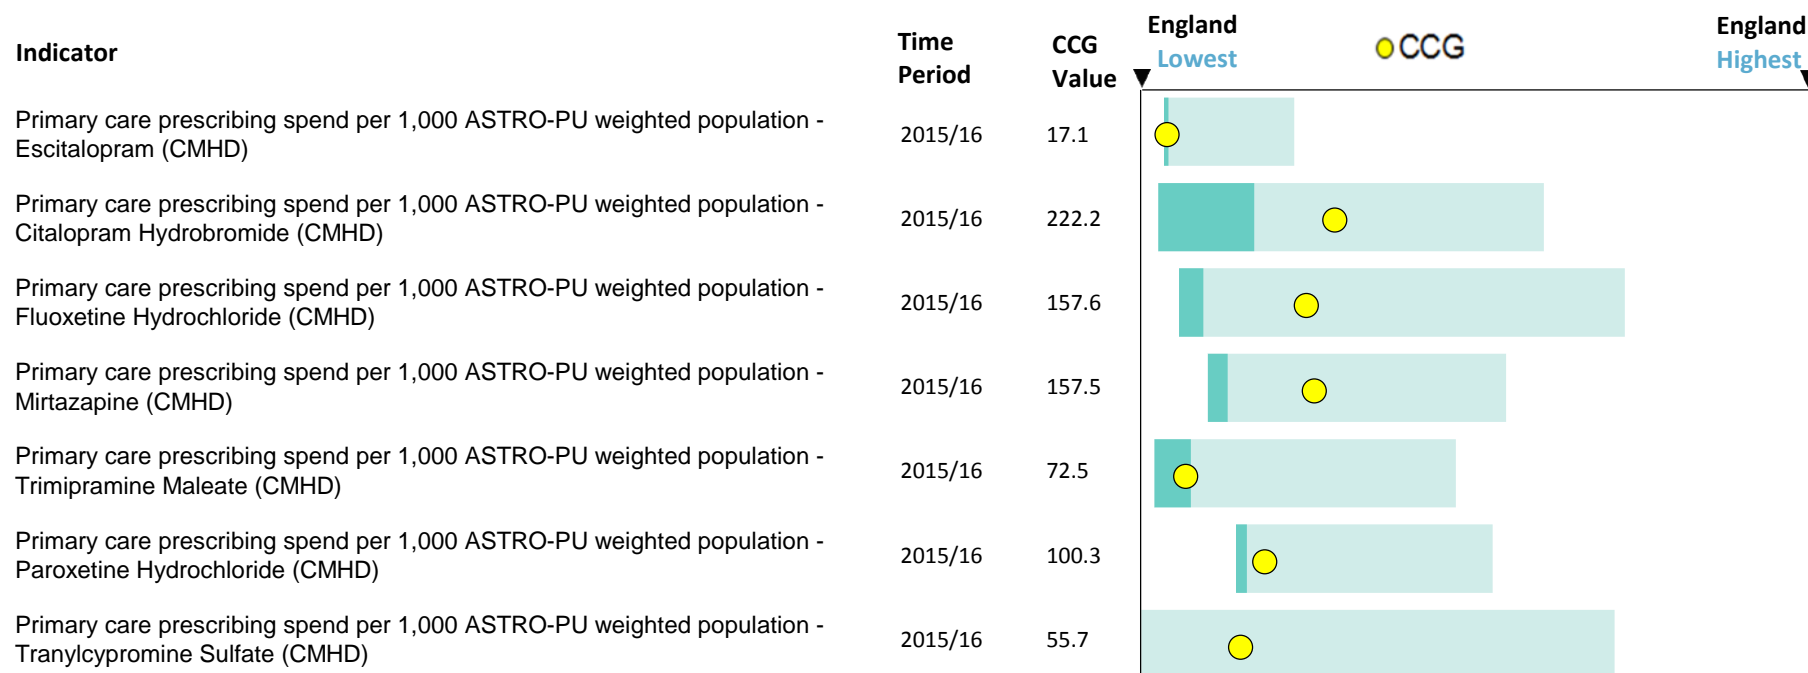 Indicator
Time Period
CCG Value
England Lowest
CCG
England Highest
Primary care prescribing spend per 1,000 ASTRO-PU weighted population -
Escitalopram (CMHD)
2015/16
17.1
Primary care prescribing spend per 1,000 ASTRO-PU weighted population -
Citalopram Hydrobromide (CMHD)
2015/16
222.2
Primary care prescribing spend per 1,000 ASTRO-PU weighted population -
Fluoxetine Hydrochloride (CMHD)
2015/16
157.6
Primary care prescribing spend per 1,000 ASTRO-PU weighted population -
Mirtazapine (CMHD)
2015/16
157.5
Primary care prescribing spend per 1,000 ASTRO-PU weighted population -
Trimipramine Maleate (CMHD)
2015/16
72.5
Primary care prescribing spend per 1,000 ASTRO-PU weighted population -
Paroxetine Hydrochloride (CMHD)
2015/16
100.3
Primary care prescribing spend per 1,000 ASTRO-PU weighted population -
Tranylcypromine Sulfate (CMHD)
2015/16
55.7